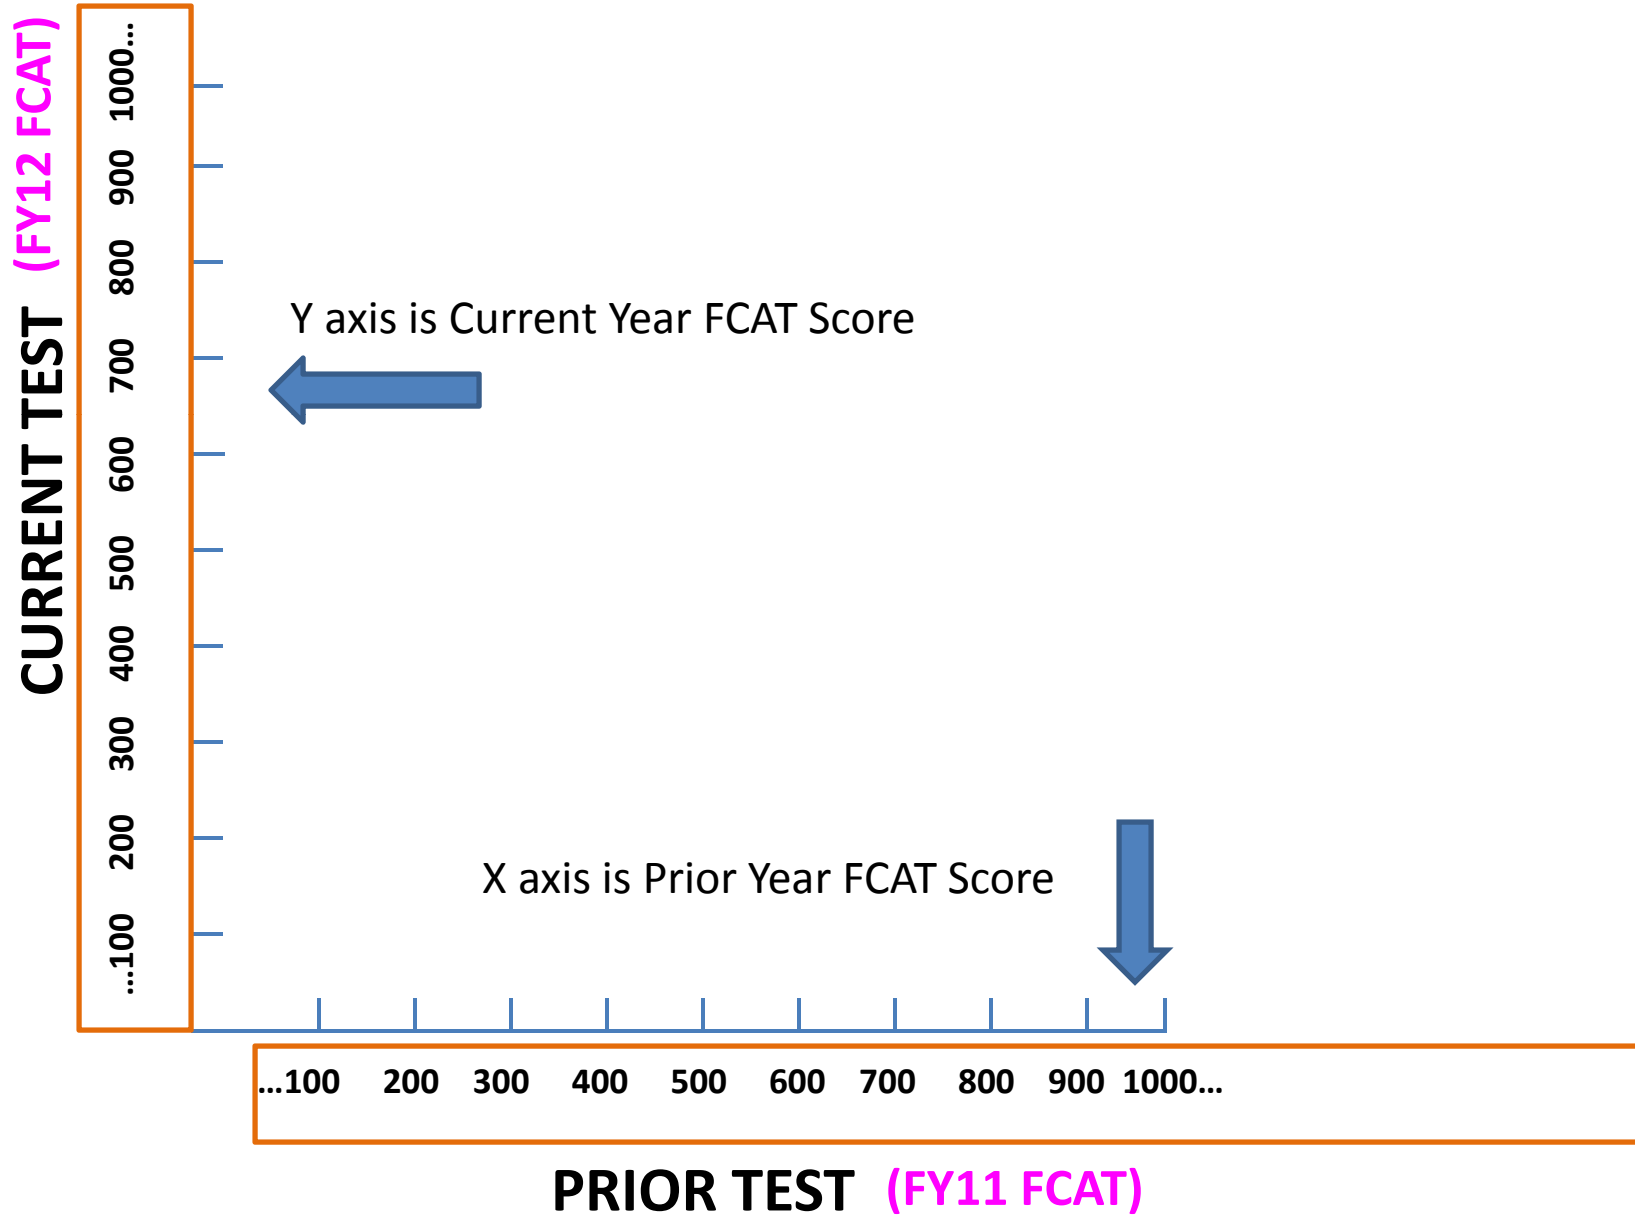 CURRENT TEST (FY12 FCAT)
1000...
900
800
700
600
500
400
300
200
...100
Y axis is Current Year FCAT Score
X axis is Prior Year FCAT Score
...100 200 300 400 500 600 700 800 900 1000...
PRIOR TEST (FY11 FCAT)